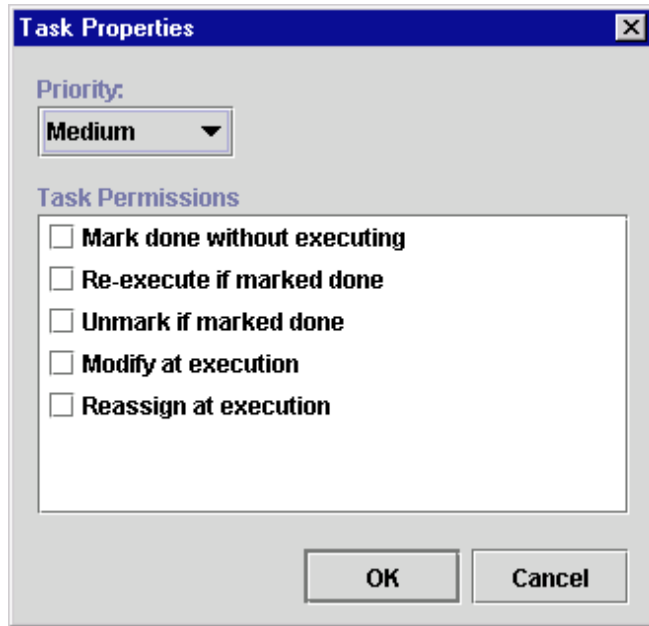 Task Properties
Priority:
Medium
Task Permissions
Mark done without executing
Re-execute if marked done
Unmark if marked done
Modify at execution
Reassign at execution
OK Cancel